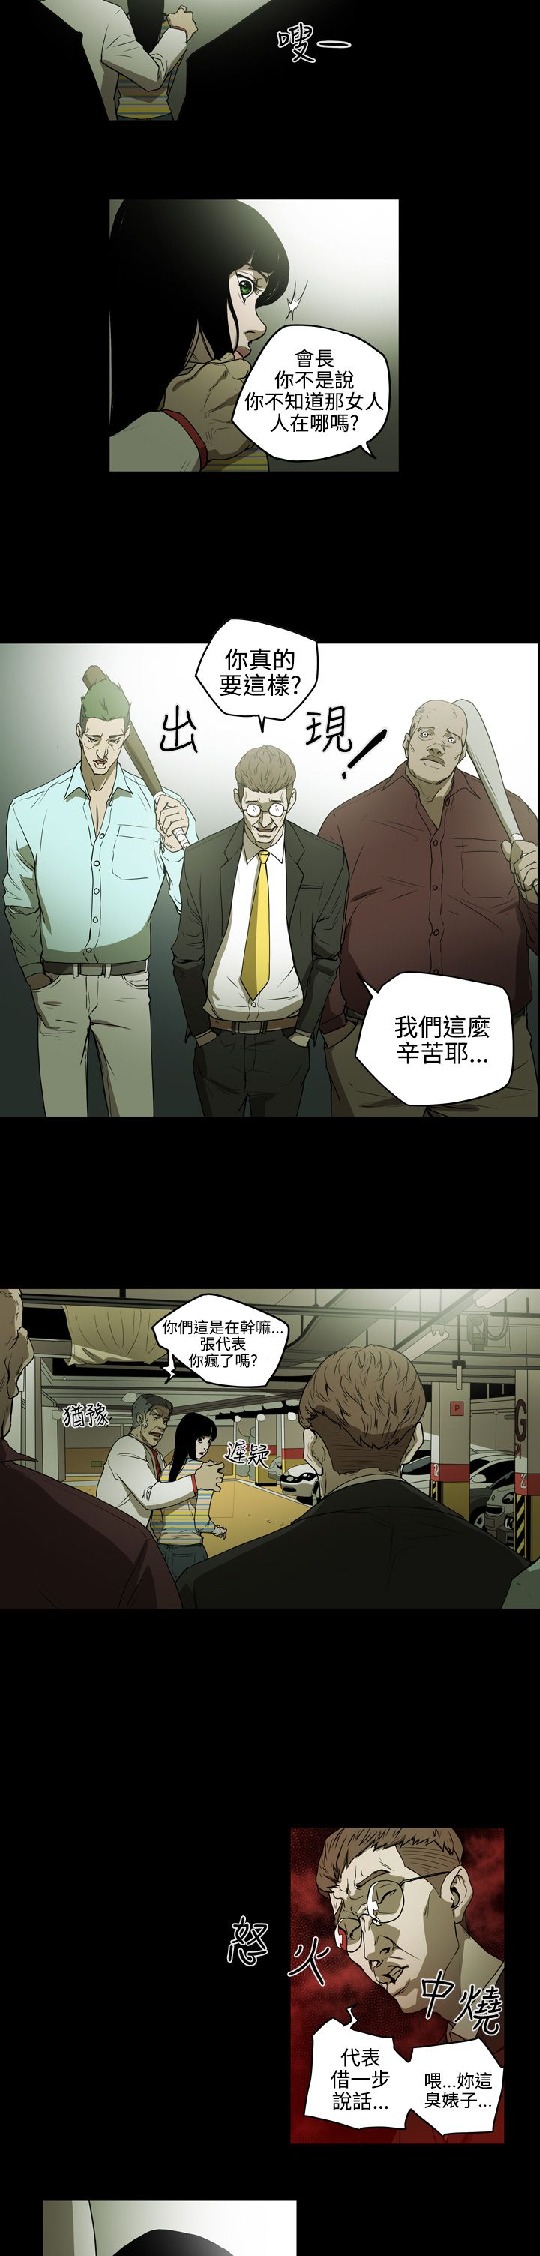 嗖一
會長
你不是說
你不知道那女人
人在哪嗎?
你真的
要這樣?
出現!
我們這麼
辛苦耶...
你們這是在幹嘛...
張代表
你瘋了嗎?
猶豫
遲疑
P
G
怒火中燒
代表
借一步
說話...
喂...妳這
臭婊子...